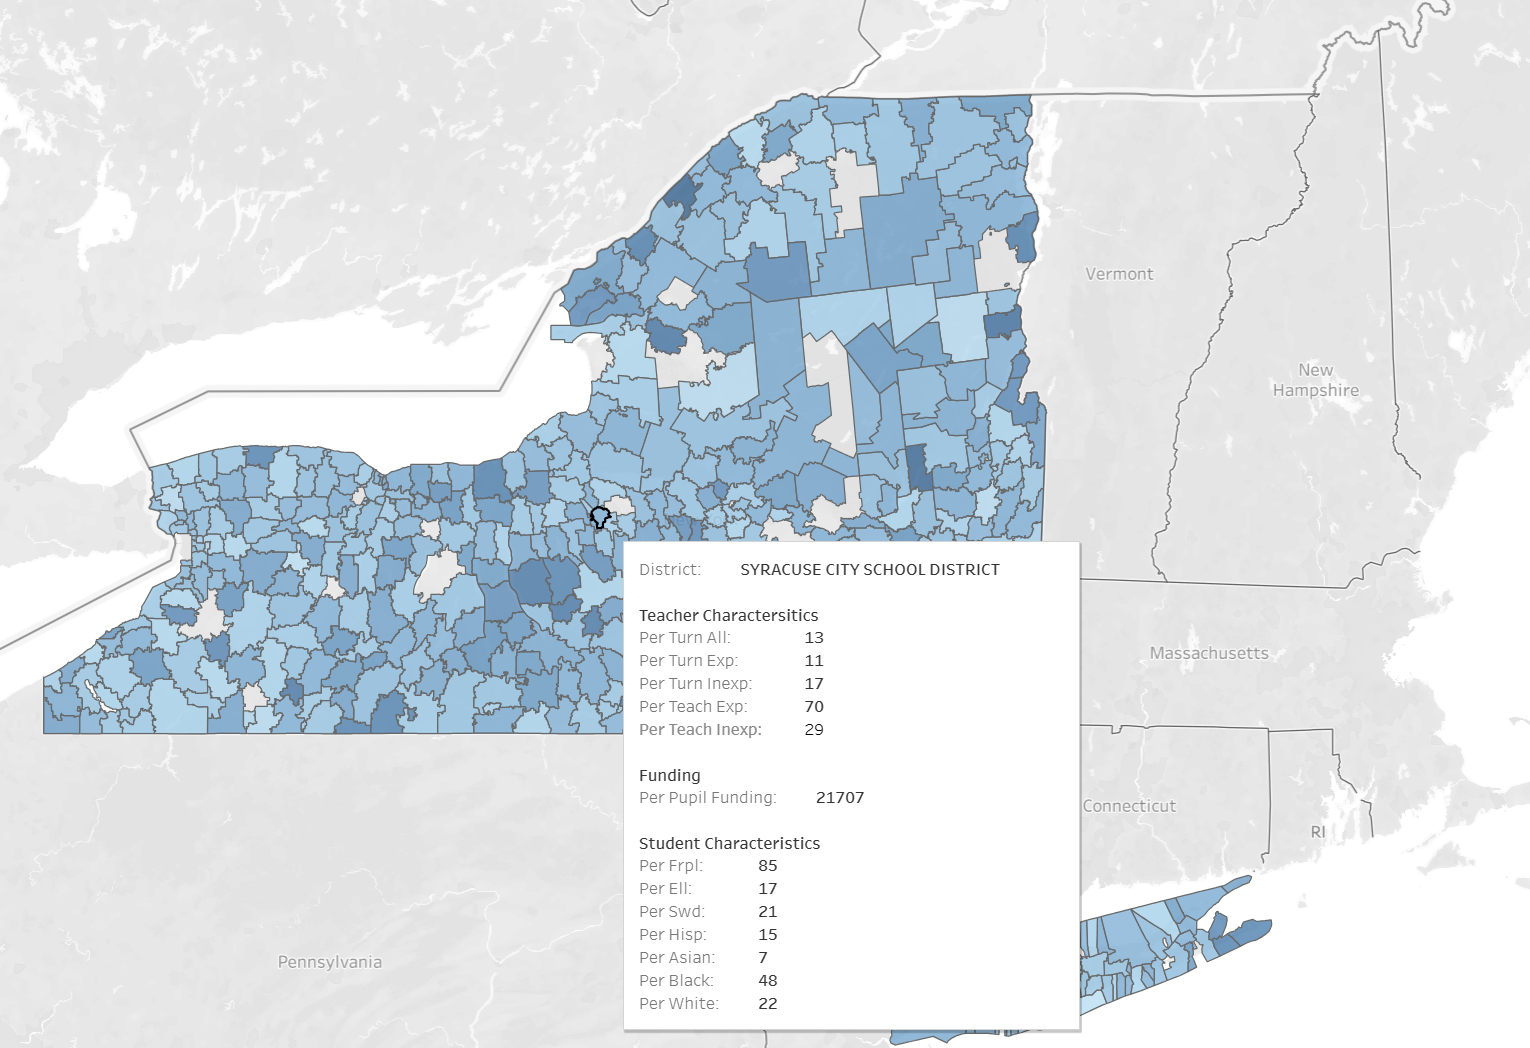 Vermont
New
Hampshire
District: SYRACUSE CITY SCHOOL DISTRICT
Teacher Charactersitics
Per Turn All: 13
Per Turn Exp: 11
Per Turn Inexp: 17
Per Teach Exp: 70
Per Teach Inexp: 29
Massachusetts
Funding
Per Pupil Funding: 21707
Connecticut
RI
Student Characteristics
Per Frpl: 85
Per Ell: 17
Per Swd: 21
Per Hisp: 15
Per Asian: 7
Per Black: 48
Per White: 22
Pennsylvania